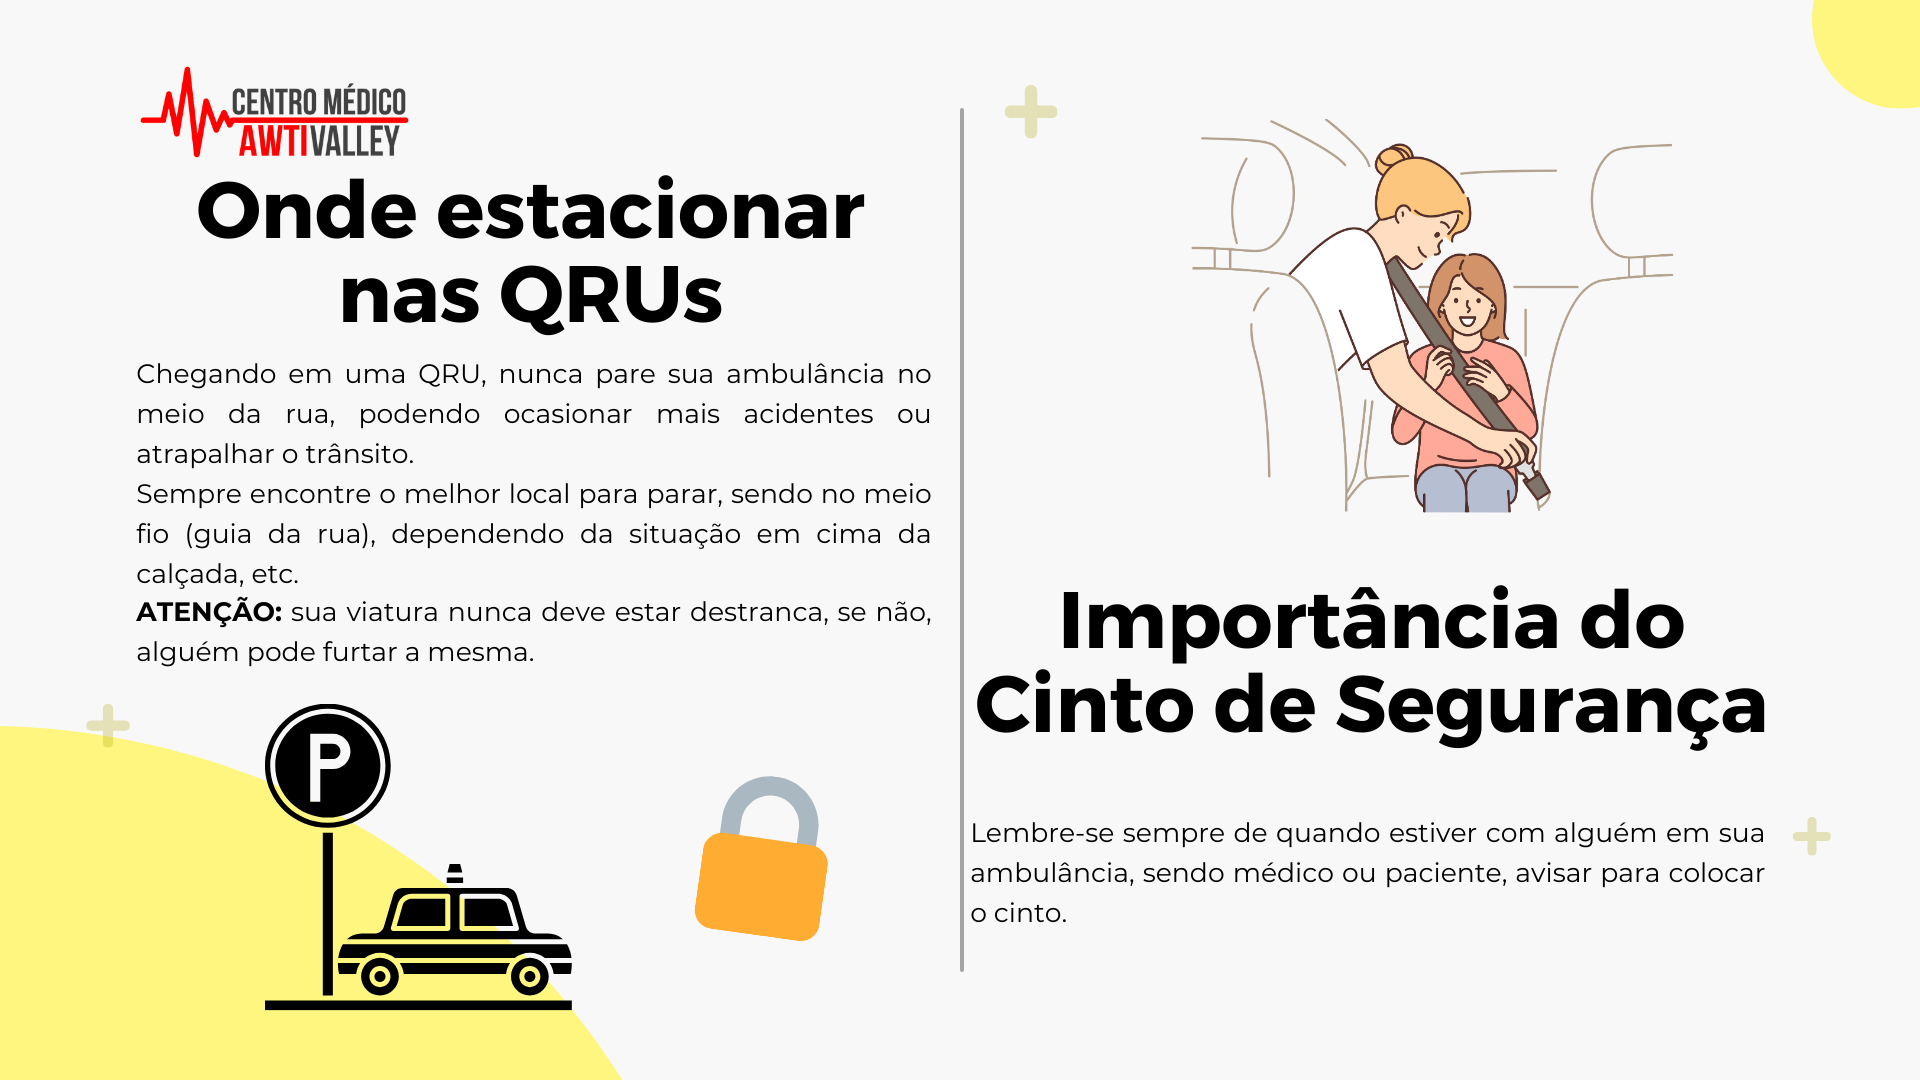 CENTRO MÉDICO
AWTIVALLEY
Onde estacionar
nas QRUs
Chegando em uma QRU, nunca pare sua ambulância no
meio da rua, podendo ocasionar mais acidentes ou
atrapalhar o trânsito.
Sempre encontre o melhor local para parar, sendo no meio
fio (guia da rua), dependendo da situação em cima da
calçada, etc.
ATENÇÃO: sua viatura nunca deve estar destranca, se não,
alguém pode furtar a mesma.
P
Importância do
Cinto de Segurança
Lembre-se sempre de quando estiver com alguém em sua
ambulância, sendo médico ou paciente, avisar para colocar
o cinto.